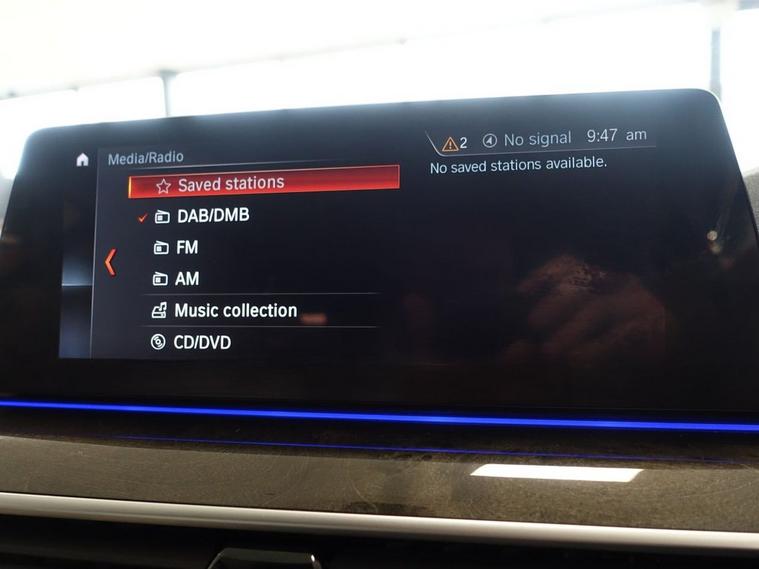 Media/Radio
2 No signal 9:47 am
Saved stations
No saved stations available.
DAB/DMB
FM
AM
Music collection
CD/DVD